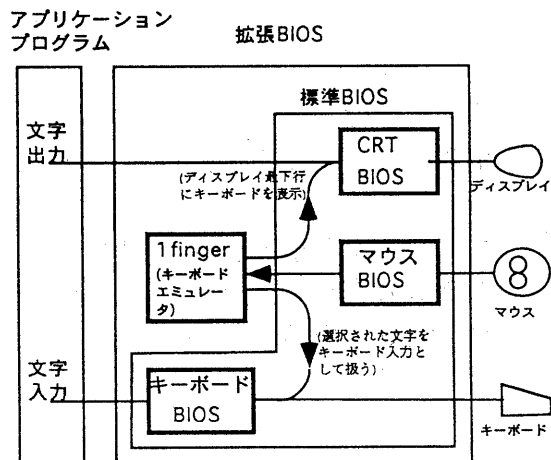 アプリケーション
プログラム
拡張BIOS
標準BIOS
文字
出力
CRT
BIOS
(ディスプレイ最下行
にキーボードを表示)
ディスプレイ
1finger
(キーボード
エミュレー
タ)
マウス
BIOS
マウス
(選択された文字を
キーボード入力と
して扱う)
文字
入力
キーボード
BIOS
キーボード